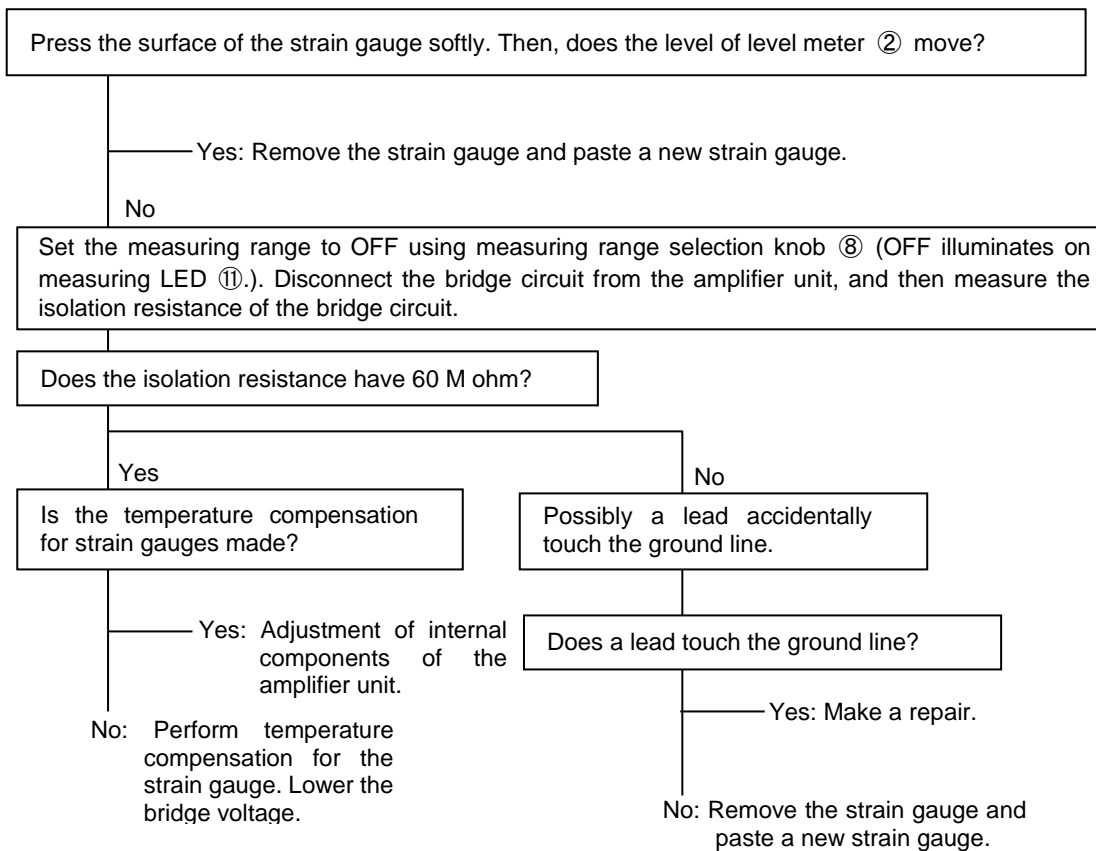 Press the surface of the strain gauge softly. Then, does the level of level meter ② move?
Yes: Remove the strain gauge and paste a new strain gauge.
No
Set the measuring range to OFF using measuring range selection knob ⑧ (OFF illuminates on
measuring LED ⑪.). Disconnect the bridge circuit from the amplifier unit, and then measure the
isolation resistance of the bridge circuit.
Does the isolation resistance have 60 M ohm?
Yes
Is the temperature compensation
for strain gauges made?
Yes: Adjustment of internal
components of the
amplifier unit.
No: Perform temperature
compensation for the
strain gauge. Lower the
bridge voltage.
No
Possibly a lead accidentally
touch the ground line.
Does a lead touch the ground line?
Yes: Make a repair.
No: Remove the strain gauge and
paste a new strain gauge.